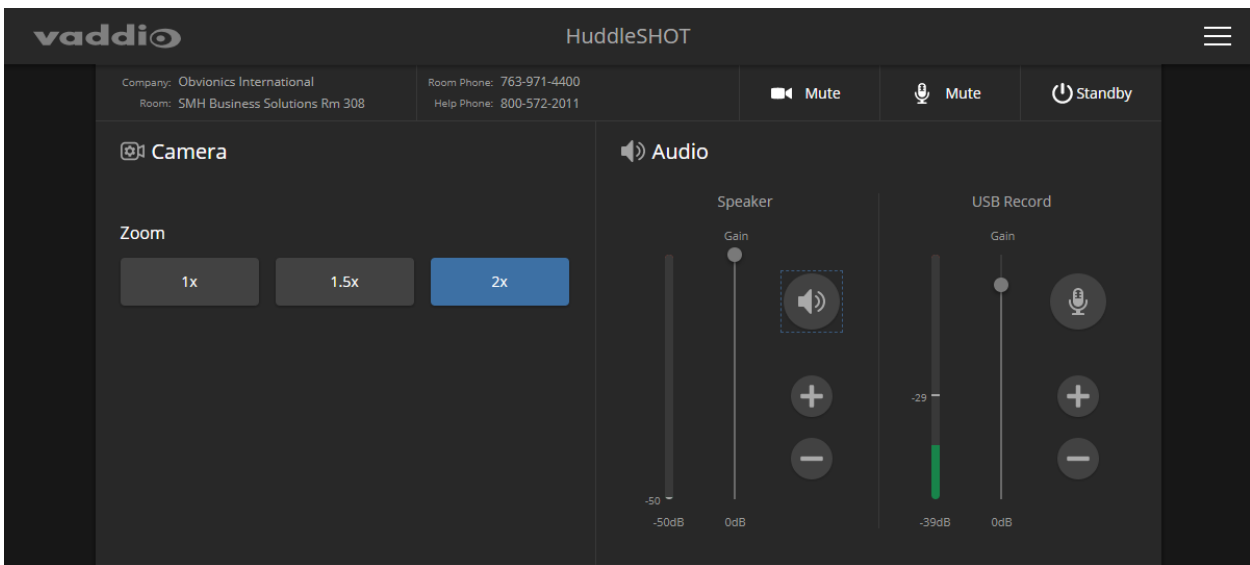 vaddio
HuddleSHOT
Company: Obvionics International
Room: SMH Business Solutions Rm 308
Room Phone: 763-971-4400
Help Phone: 800-572-2011
Mute
Mute
Standby
Camera
Zoom
1x 1.5x 2x
Audio
Speaker
Gain
-50
-50dB 0dB
USB Record
Gain
-29
-39dB 0dB